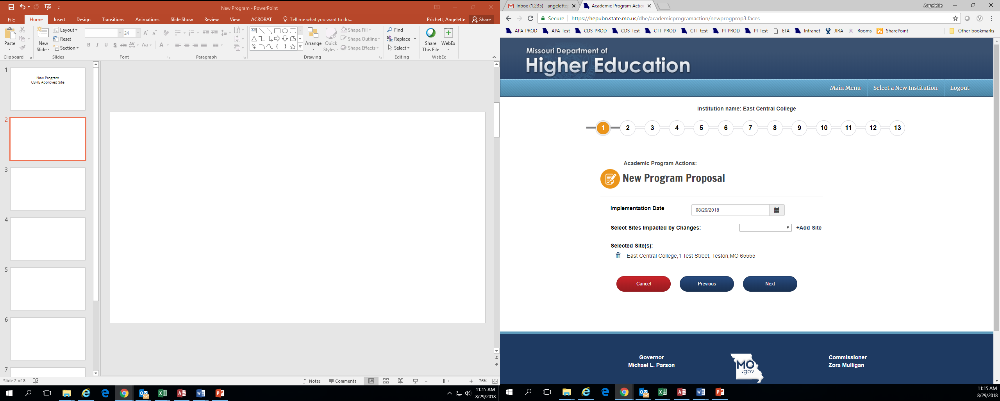 New Program - PowerPoint
File Home Insert Design Transitions Animations Slide Show Review View ACROBAT Tell me what you want to do... Prichett, Angelette Share
Paste
New Slide
Layout
Reset
Section
24
B I U S abc AV Aa A
Arrange
Quick Styles
Shape Fill
Shape Outline
Shape Effects
Find
Replace
Select
Share This File
WebEx
Clipboard Slides Font Paragraph Drawing Editing WebEx
1
New Program
CBHE Approved Site
2
3
4
5
6
7
Slide 2 of 8 Notes Comments 76%
11:15 AM
8/29/2018
Inbox (1,235) - angelettep
Academic Program Action
Angelette
Secure https://hepubn.state.mo.us/dhe/academicprogramaction/newprogprop3.faces
APA-PROD APA-Test CDS-PROD CDS-Test CTT-PROD CTT-test PI-PROD PI-Test ETA Intranet JIRA Rooms SharePoint Other bookmarks
Missouri Department of
Higher Education
Main Menu Select a New Institution Logout
Institution name: East Central College
1 2 3 4 5 6 7 8 9 10 11 12 13
Academic Program Actions:
New Program Proposal
Implementation Date 08/29/2018
Select Sites Impacted by Changes: +Add Site
Selected Site(s):
East Central College,1 Test Street, Teston,MO 65555
Cancel Previous Next
Governor
Michael L. Parson
MO
.gov
Commissioner
Zora Mulligan
11:15 AM
8/29/2018